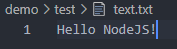 demo > test > text.txt
1 Hello NodeJS!